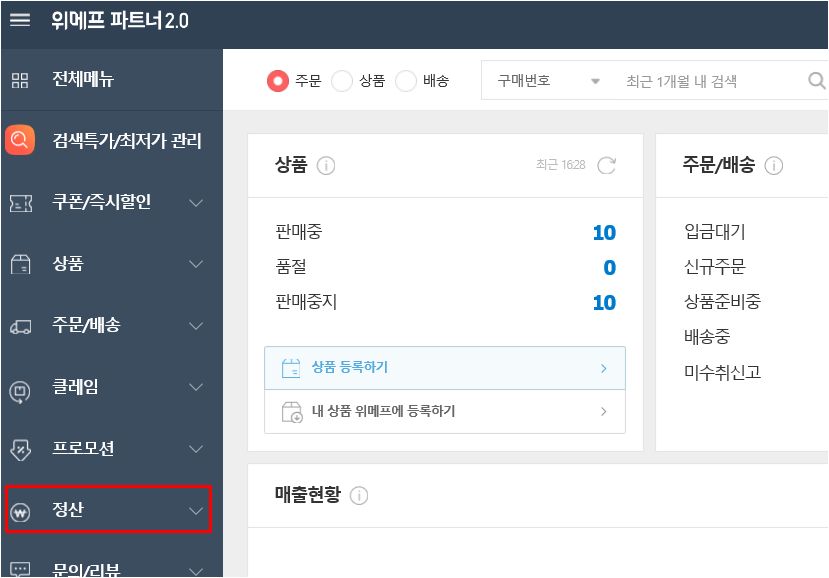 위메프 파트너 2.0
전체메뉴
검색특가/최저가 관리
쿠폰/즉시할인
상품
주문/배송
클레임
프로모션
정산
문의/리뷰
주문 상품 배송 구매번호 최근 1개월 내 검색
상품 최근 16:28
판매중 10
품절 0
판매중지 10
상품 등록하기
내 상품 위메프에 등록하기
주문/배송
입금대기
신규주문
상품준비중
배송중
미수취신고
매출현황